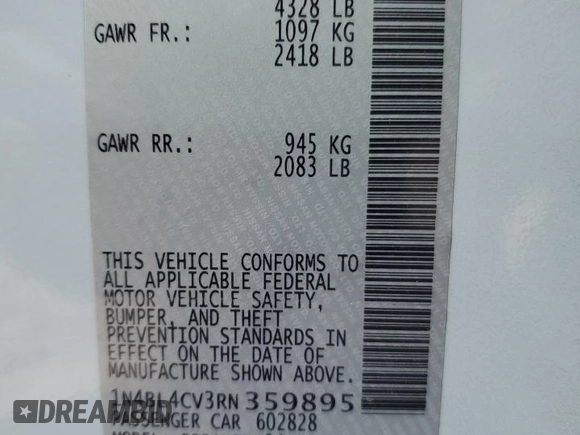 4328 LB
GAWR FR.: 1097 KG
2418 LB
GAWR RR.: 945 KG
2083 LB
THIS VEHICLE CONFORMS TO
ALL APPLICABLE FEDERAL
MOTOR VEHICLE SAFETY,
BUMPER, AND THEFT
PREVENTION STANDARDS IN
EFFECT ON THE DATE OF
MANUFACTURE SHOWN ABOVE.
1N4BL4CV3RN359895
PASSENGER CAR 602828
DREAMBID